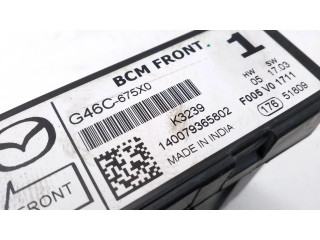 BCM FRONT
1
G46C-675X0
HW SW
05 17.03
F005 V0 1711
176 51809
K3239
140079365802
MADE IN INDIA
FRONT